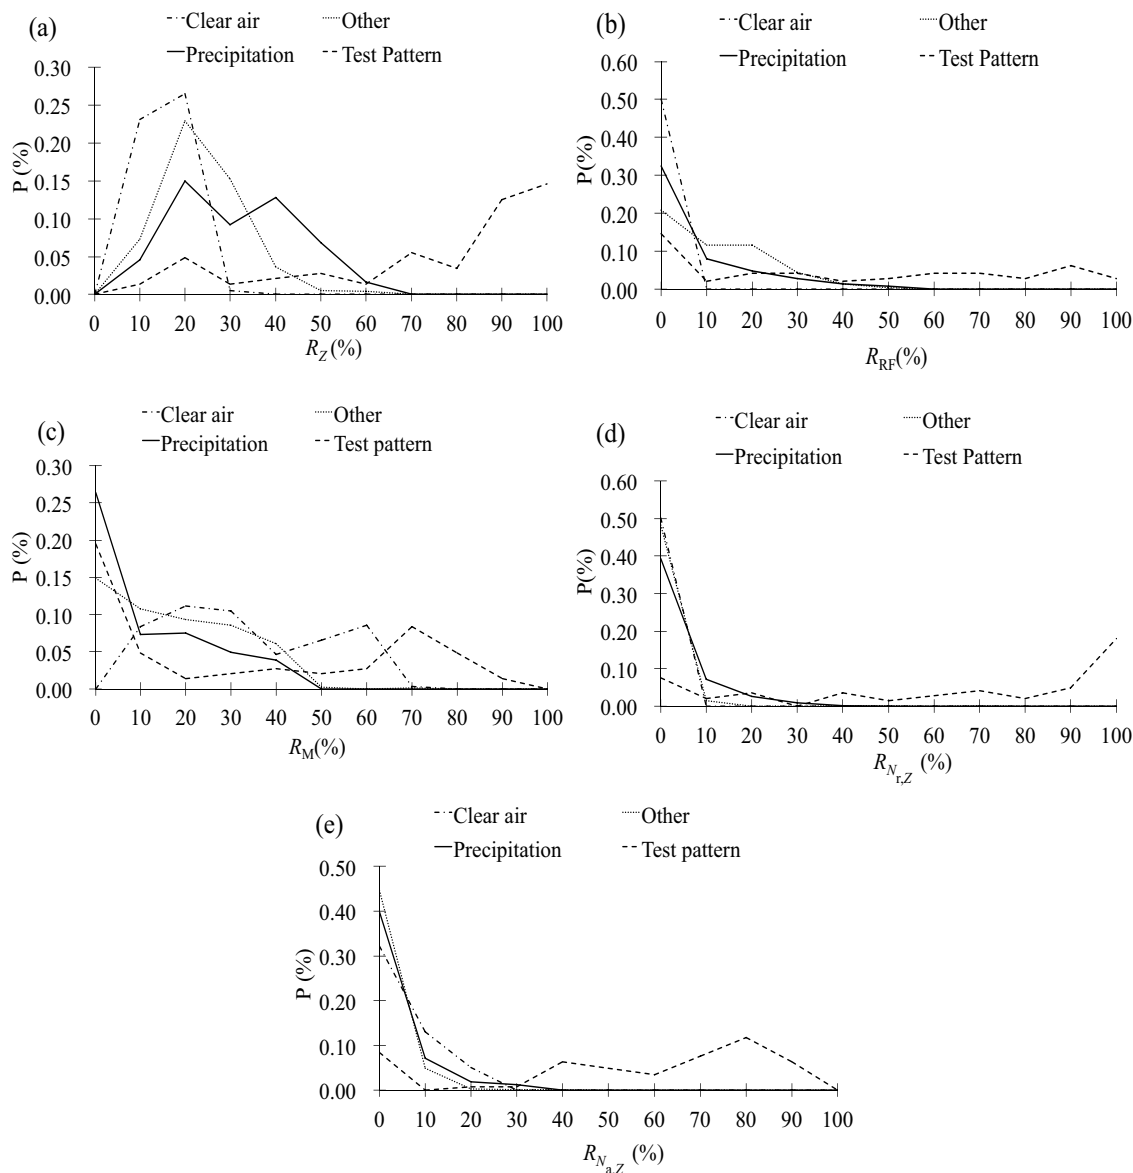 (a)
Clear air
Other
Precipitation
Test Pattern
0.30
0.25
0.20
0.15
0.10
0.05
0.00
P (%)
0 10 20 30 40 50 60 70 80 90 100
R_Z (%)
(b)
Clear air
Other
Precipitation
Test Pattern
0.60
0.50
0.40
0.30
0.20
0.10
0.00
P(%)
0 10 20 30 40 50 60 70 80 90 100
R_RF(%)
(c)
Clear air
Other
Precipitation
Test pattern
0.30
0.25
0.20
0.15
0.10
0.05
0.00
P (%)
0 10 20 30 40 50 60 70 80 90 100
R_M(%)
(d)
Clear air
Other
Precipitation
Test Pattern
0.60
0.50
0.40
0.30
0.20
0.10
0.00
P(%)
0 10 20 30 40 50 60 70 80 90 100
R_N_r,Z (%)
(e)
Clear air
Other
Precipitation
Test pattern
0.50
0.40
0.30
0.20
0.10
0.00
P (%)
0 10 20 30 40 50 60 70 80 90 100
R_N_a,Z (%)